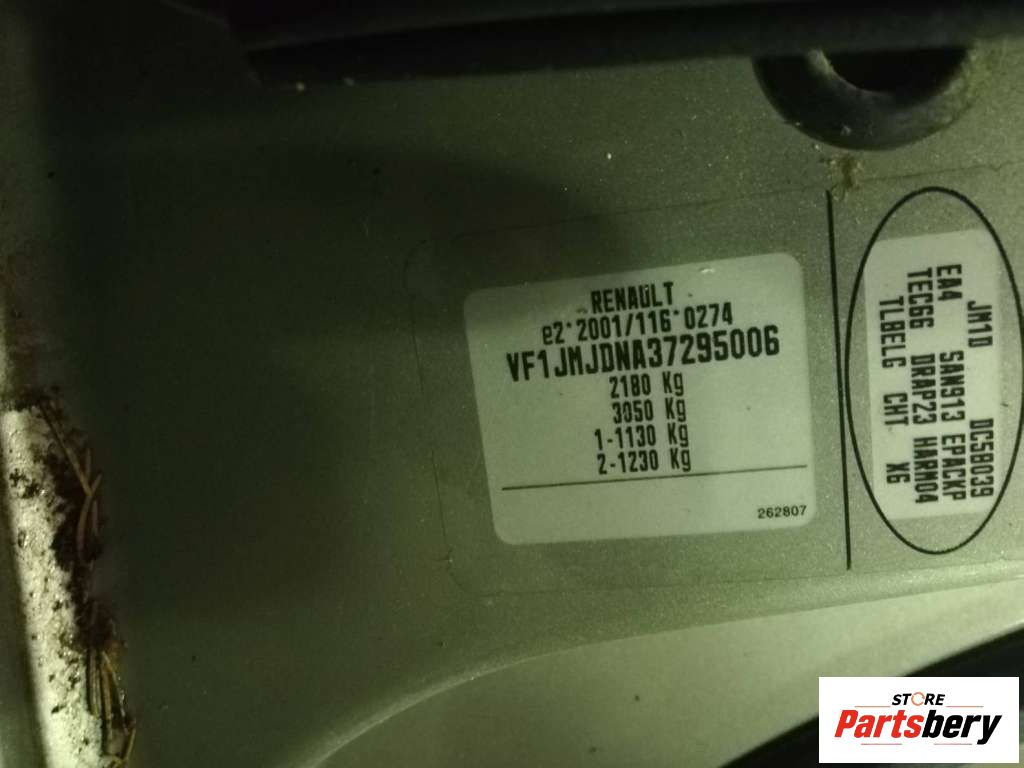 RENAULT
e2*2001/116*0274
VF1JMJDNA37295006
2180 Kg
3050 Kg
1-1130 Kg
2-1230 Kg
262807
JM1D DC5B039
EA4 SAN913 EPACKP
TEC66 DRAP23 HARM04
TLBELG CHT X6
STORE
Partsbery